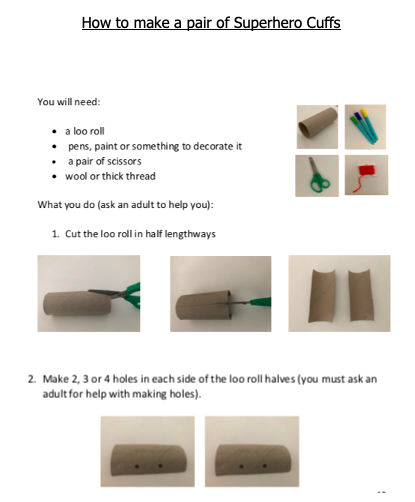 How to make a pair of Superhero Cuffs
You will need:
• a loo roll
• pens, paint or something to decorate it
• a pair of scissors
• wool or thick thread
What you do (ask an adult to help you):
1. Cut the loo roll in half lengthways
2. Make 2, 3 or 4 holes in each side of the loo roll halves (you must ask an
adult for help with making holes).